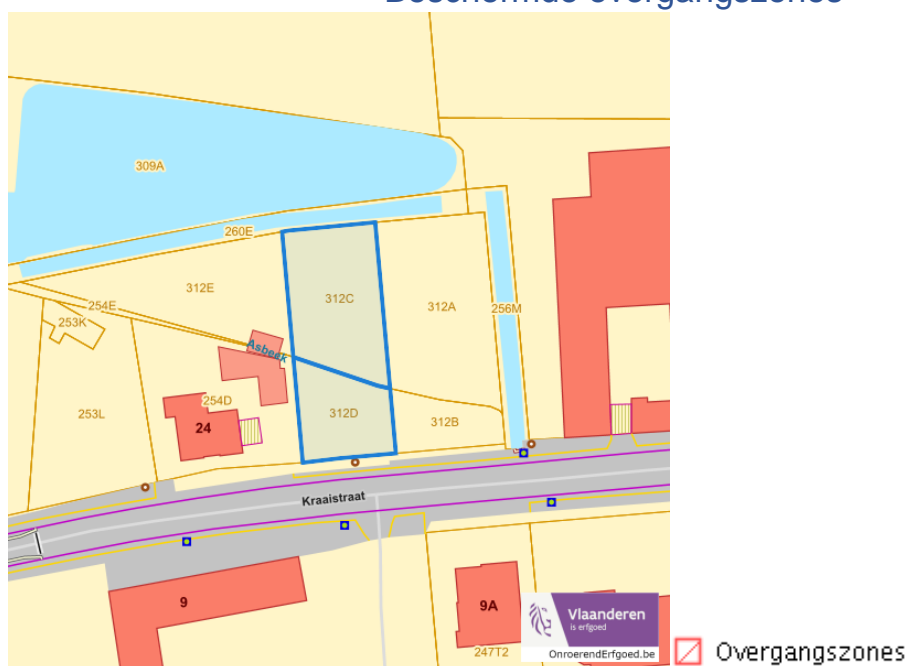 Beschermde overgangszones
309A
260E
312E
312C
312A
256M
254E
253K
Asbeek
253L
254D
24
312D
312B
Kraaistraat
9
9A
247T2
Vlaanderen
is erfgoed
OnroerendErfgoed.be
Overgangszones